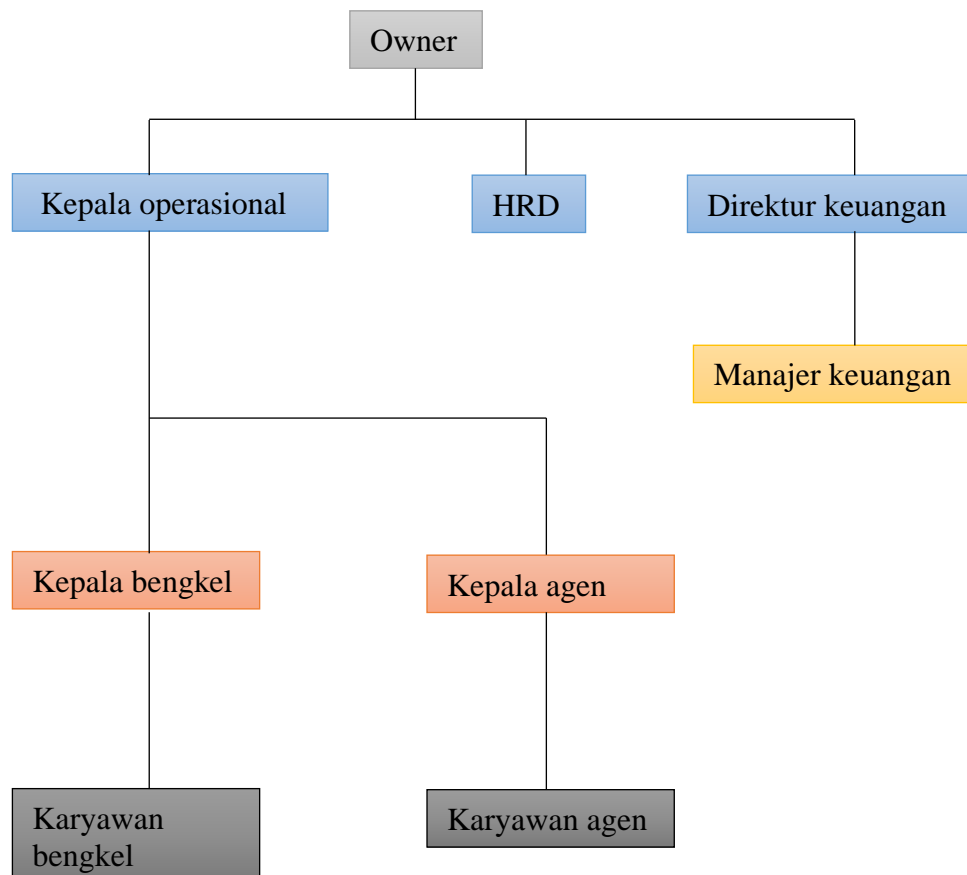 Owner
Kepala operasional
HRD
Direktur keuangan
Manajer keuangan
Kepala bengkel
Kepala agen
Karyawan
bengkel
Karyawan agen